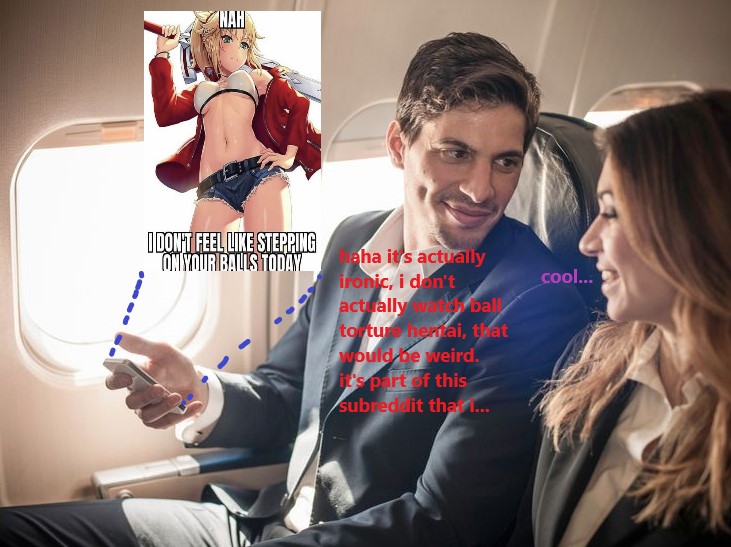 NAH
I DON'T FEEL LIKE STEPPING
ON YOUR BALLS TODAY
haha it's actually
ironic, i don't
actually watch ball
torture hentai, that
would be weird.
it's part of this
subreddit that i...
cool...